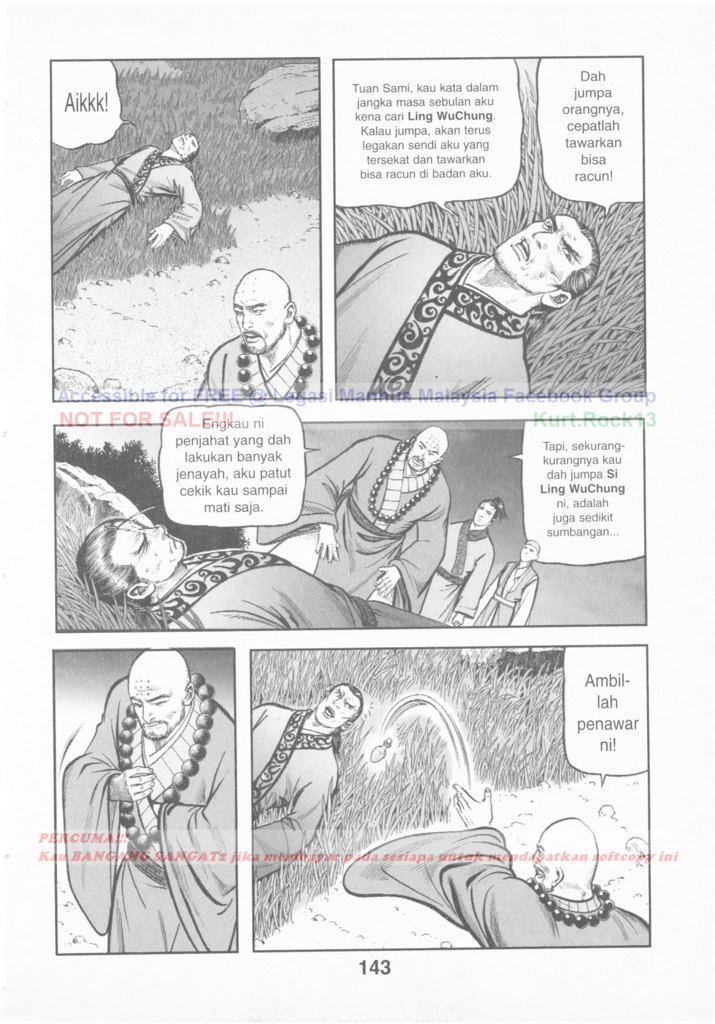 Aikkk!
Tuan Sami, kau kata dalam
jangka masa sebulan aku
kena cari Ling WuChung.
Kalau jumpa, akan terus
legakan sendi aku yang
tersekat dan tawarkan
bisa racun di badan aku.
Dah
jumpa
orangnya,
cepatlah
tawarkan
bisa
racun!
Accessible for FREE @ Legasi Manhua Malaysia Facebook Group
NOT FOR SALE!!!
Kurt.Rock13
Engkau ni
penjahat yang dah
lakukan banyak
jenayah, aku patut
cekik kau sampai
mati saja.
Tapi, sekurang-
kurangnya kau
dah jumpa Si
Ling WuChung
ni, adalah
juga sedikit
sumbangan...
Ambil-
lah
penawar
ni!
PERCUMA!!!
Kau BANGANG SANGAT2 jika membayar pada sesiapa untuk mendapatkan softcopy ini
143